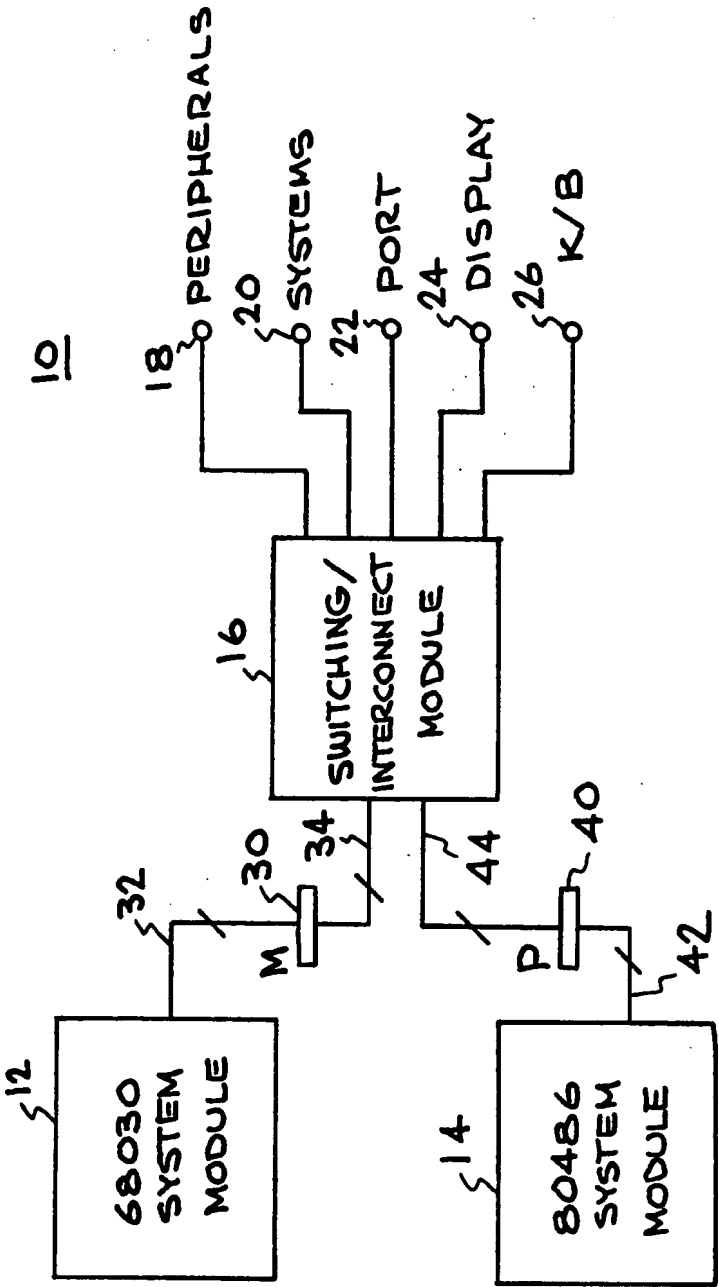 10
12
68030
SYSTEM
MODULE
32
M
30
34
16
SWITCHING/
INTERCONNECT
MODULE
18
PERIPHERALS
20
SYSTEMS
22
PORT
24
DISPLAY
26
K/B
14
80486
SYSTEM
MODULE
42
P
40
44